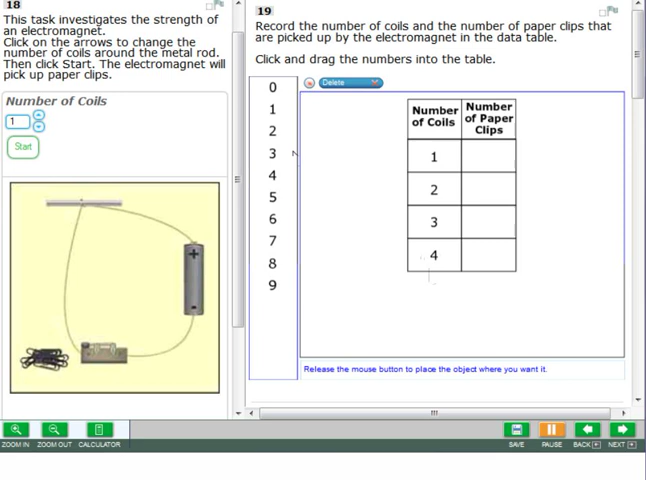 18
This task investigates the strength of
an electromagnet.
Click on the arrows to change the
number of coils around the metal rod.
Then click Start. The electromagnet will
pick up paper clips.
Number of Coils
1
Start
+
-
19
Record the number of coils and the number of paper clips that
are picked up by the electromagnet in the data table.
Click and drag the numbers into the table.
0
1
2
3
4
5
6
7
8
9
Delete
Number of Coils
Number of Paper Clips
1
2
3
4
Release the mouse button to place the object where you want it.
ZOOM IN
ZOOM OUT
CALCULATOR
SAVE
PAUSE
BACK
NEXT